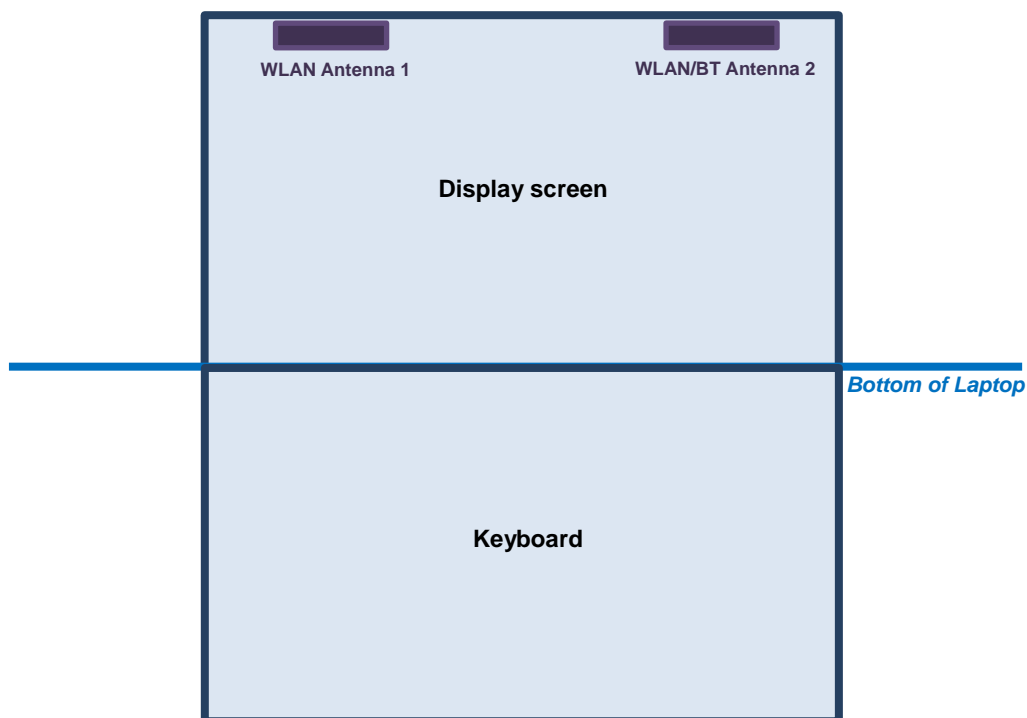 WLAN Antenna 1
WLAN/BT Antenna 2
Display screen
Bottom of Laptop
Keyboard